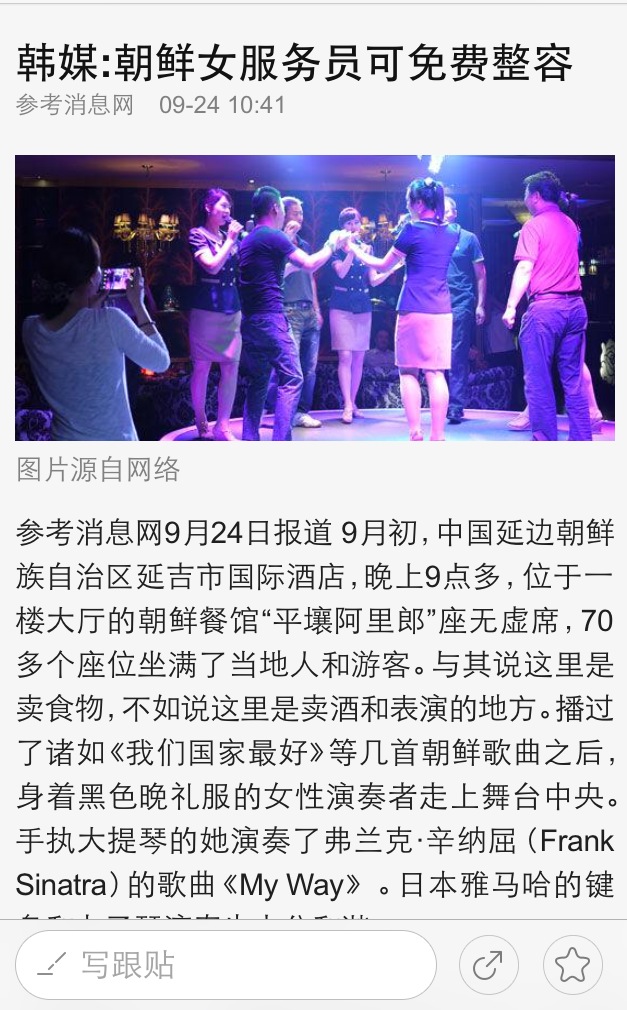 韩媒:朝鲜女服务员可免费整容
参考消息网 09-24 10:41
图片源自网络
参考消息网9月24日报道 9月初,中国延边朝鲜
族自治区延吉市国际酒店,晚上9点多,位于一
楼大厅的朝鲜餐馆“平壤阿里郎”座无虚席,70
多个座位坐满了当地人和游客。与其说这里是
卖食物,不如说这里是卖酒和表演的地方。播过
了诸如《我们国家最好》等几首朝鲜歌曲之后,
身着黑色晚礼服的女性演奏者走上舞台中央。
手执大提琴的她演奏了弗兰克·辛纳屈(Frank
Sinatra)的歌曲《My Way》。日本雅马哈的键
写跟贴